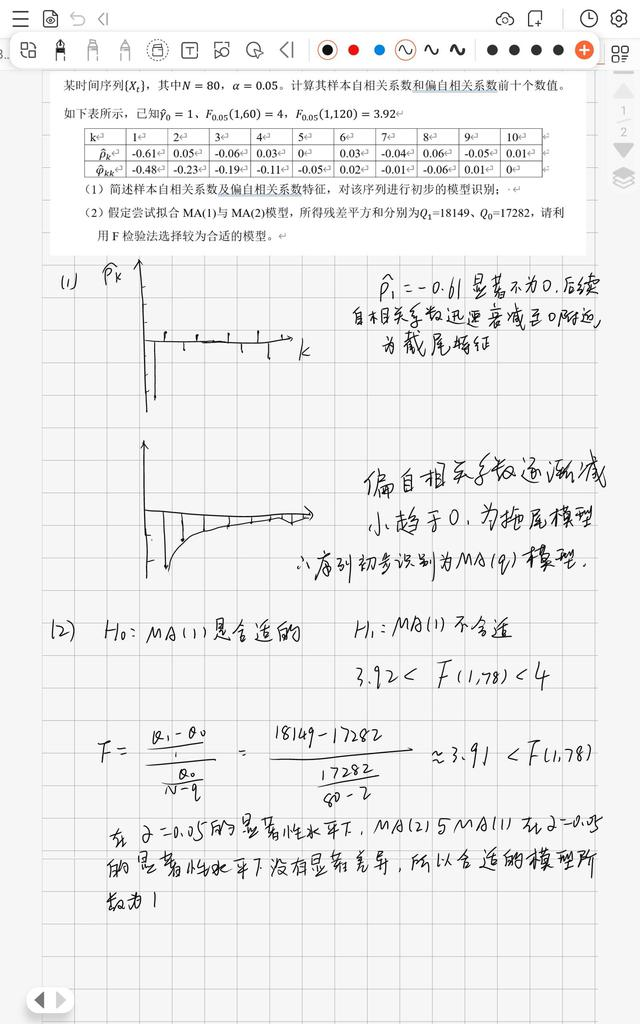 某时间序列{Xₜ}，其中N = 80，α = 0.05。计算其样本自相关系数和偏自相关系数前十个数值。
如下表所示，已知γ̂₀ = 1、F₀.₀₅(1,60) = 4，F₀.₀₅(1,120) = 3.92↵
k↵ 1↵ 2↵ 3↵ 4↵ 5↵ 6↵ 7↵ 8↵ 9↵ 10↵
ρ̂ₖ↵ -0.61↵ 0.05↵ -0.06↵ 0.03↵ 0↵ 0.03↵ -0.04↵ 0.06↵ -0.05↵ 0.01↵
φ̂ₖₖ↵ -0.48↵ -0.23↵ -0.19↵ -0.11↵ -0.05↵ 0.02↵ -0.01↵ -0.06↵ 0.01↵ 0↵
（1）简述样本自相关系数及偏自相关系数特征，对该序列进行初步的模型识别；↵
（2）假定尝试拟合 MA(1)与 MA(2)模型，所得残差平方和分别为Q₁=18149、Q₀=17282，请利
用 F 检验法选择较为合适的模型。↵
(1) ρ̂k
k
ρ̂₁ = -0.61 显著不为0,后续
自相关系数迅速衰减至0附近,
为截尾特征
偏自相关系数逐渐减
小趋于0,为拖尾模型
∴序列初步识别为MA(q)模型.
(2) H₀: MA(1)是合适的 H₁: MA(1)不合适
3.92 < F(1,78) < 4
F = (Q₁-Q₀)/1 / Q₀/(N-q) = (18149-17282) / (17282/(80-2)) ≈ 3.91 < F(1,78)
在α=0.05的显著性水平下,MA(2)与MA(1)在α=0.05
的显著性水平下没有显著差异,所以合适的模型阶
数为1
1
2